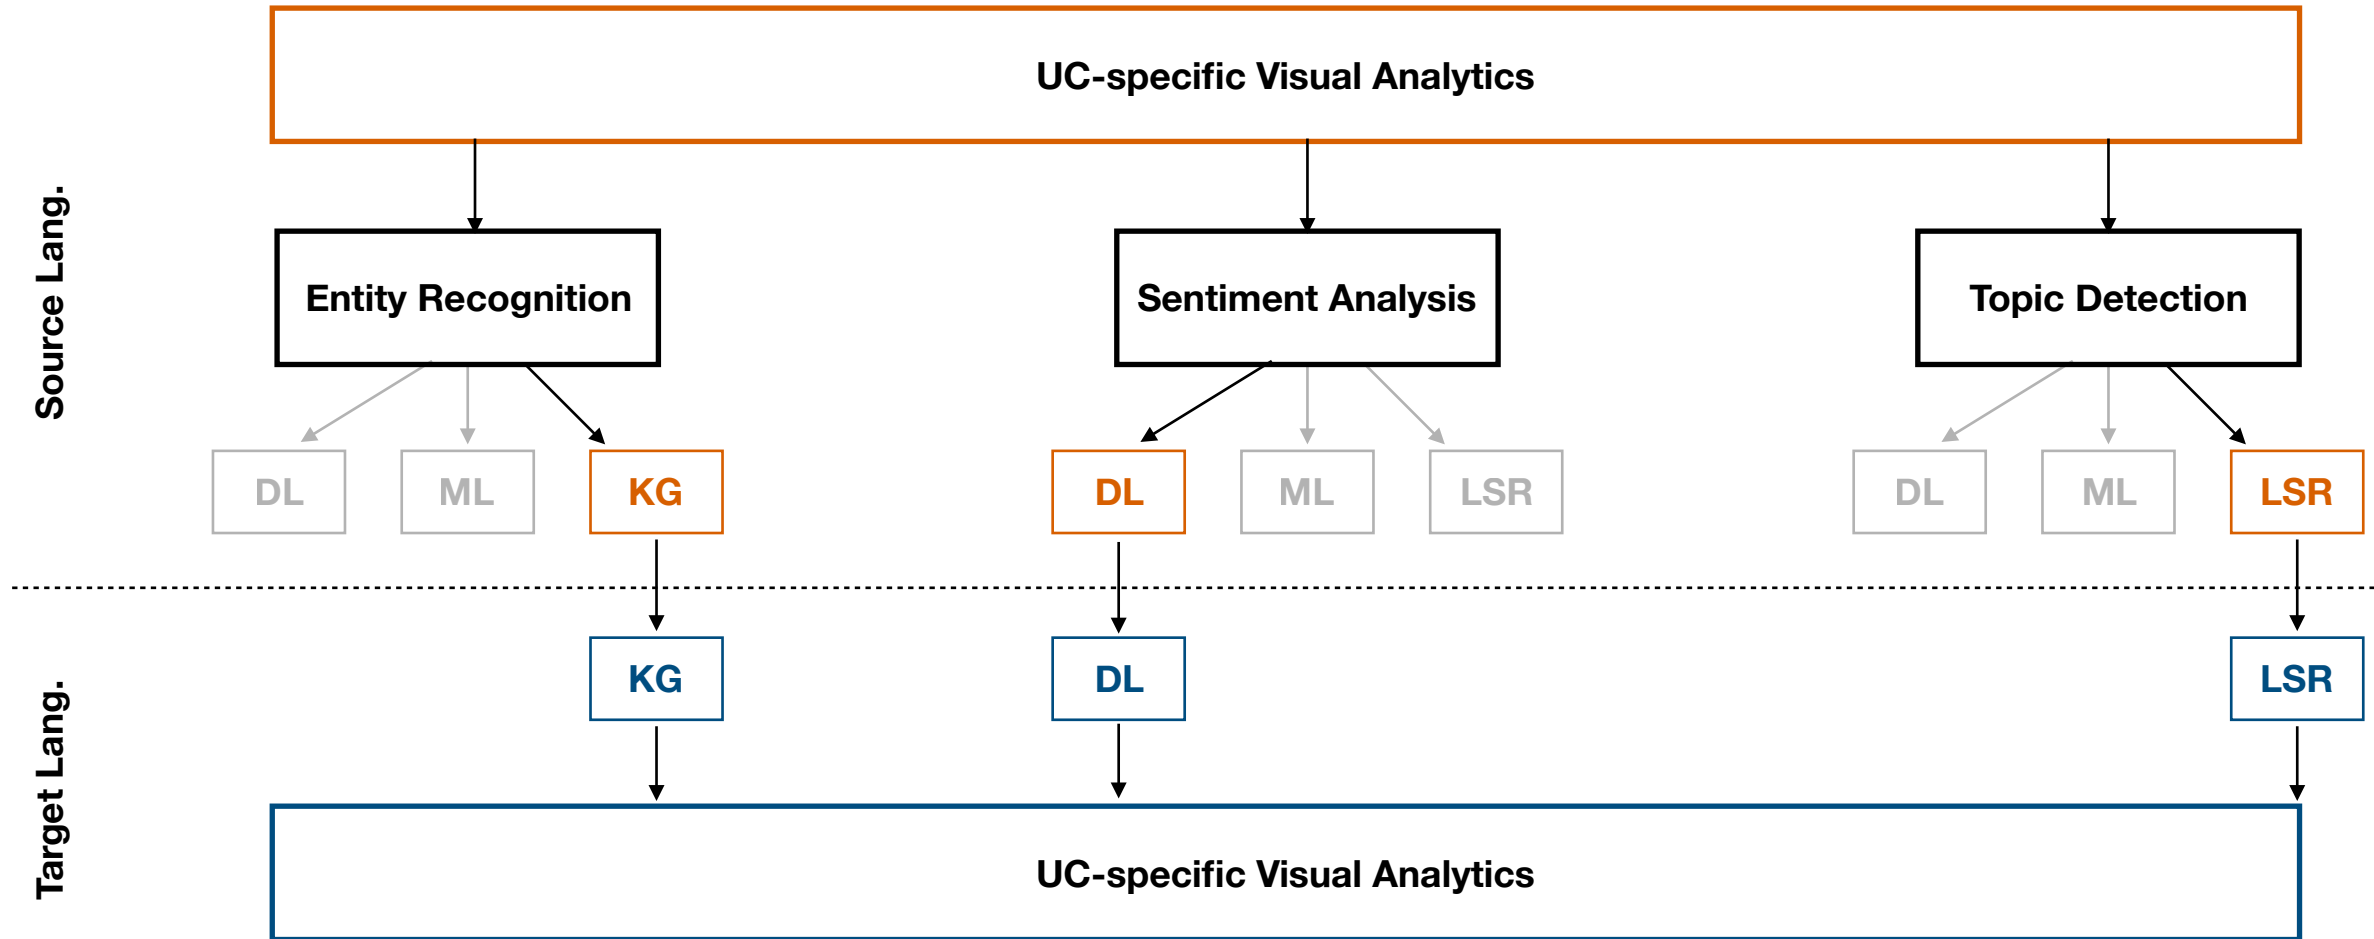 UC-specific Visual Analytics
Source Lang.
Entity Recognition
Sentiment Analysis
Topic Detection
DL
ML
KG
DL
ML
LSR
DL
ML
LSR
Target Lang.
KG
DL
LSR
UC-specific Visual Analytics